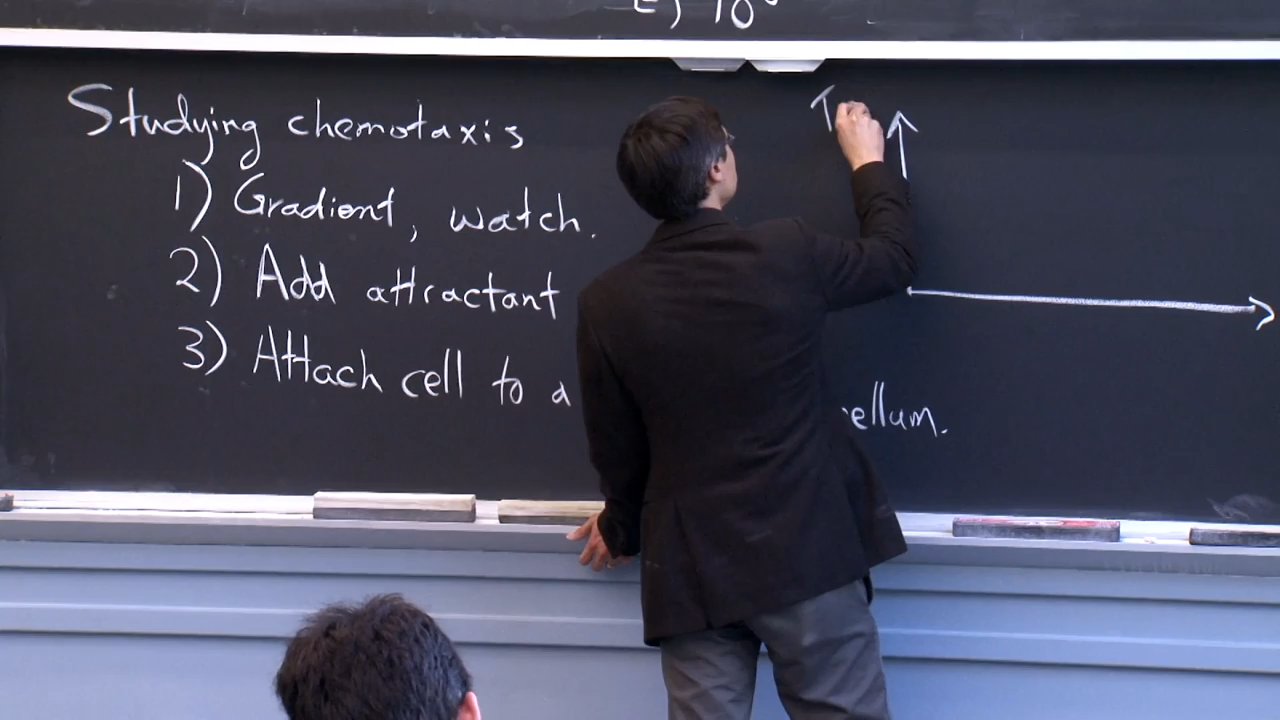 E) 10
Studying chemotaxis
1) Gradient, watch.
2) Add attractant
3) Attach cell to a ellum.
T